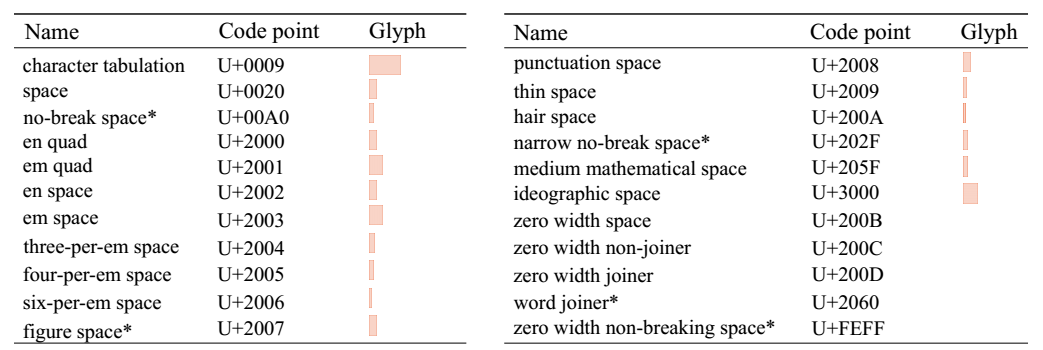 Name Code point Glyph
character tabulation U+0009
space U+0020
no-break space* U+00A0
en quad U+2000
em quad U+2001
en space U+2002
em space U+2003
three-per-em space U+2004
four-per-em space U+2005
six-per-em space U+2006
figure space* U+2007
Name Code point Glyph
punctuation space U+2008
thin space U+2009
hair space U+200A
narrow no-break space* U+202F
medium mathematical space U+205F
ideographic space U+3000
zero width space U+200B
zero width non-joiner U+200C
zero width joiner U+200D
word joiner* U+2060
zero width non-breaking space* U+FEFF